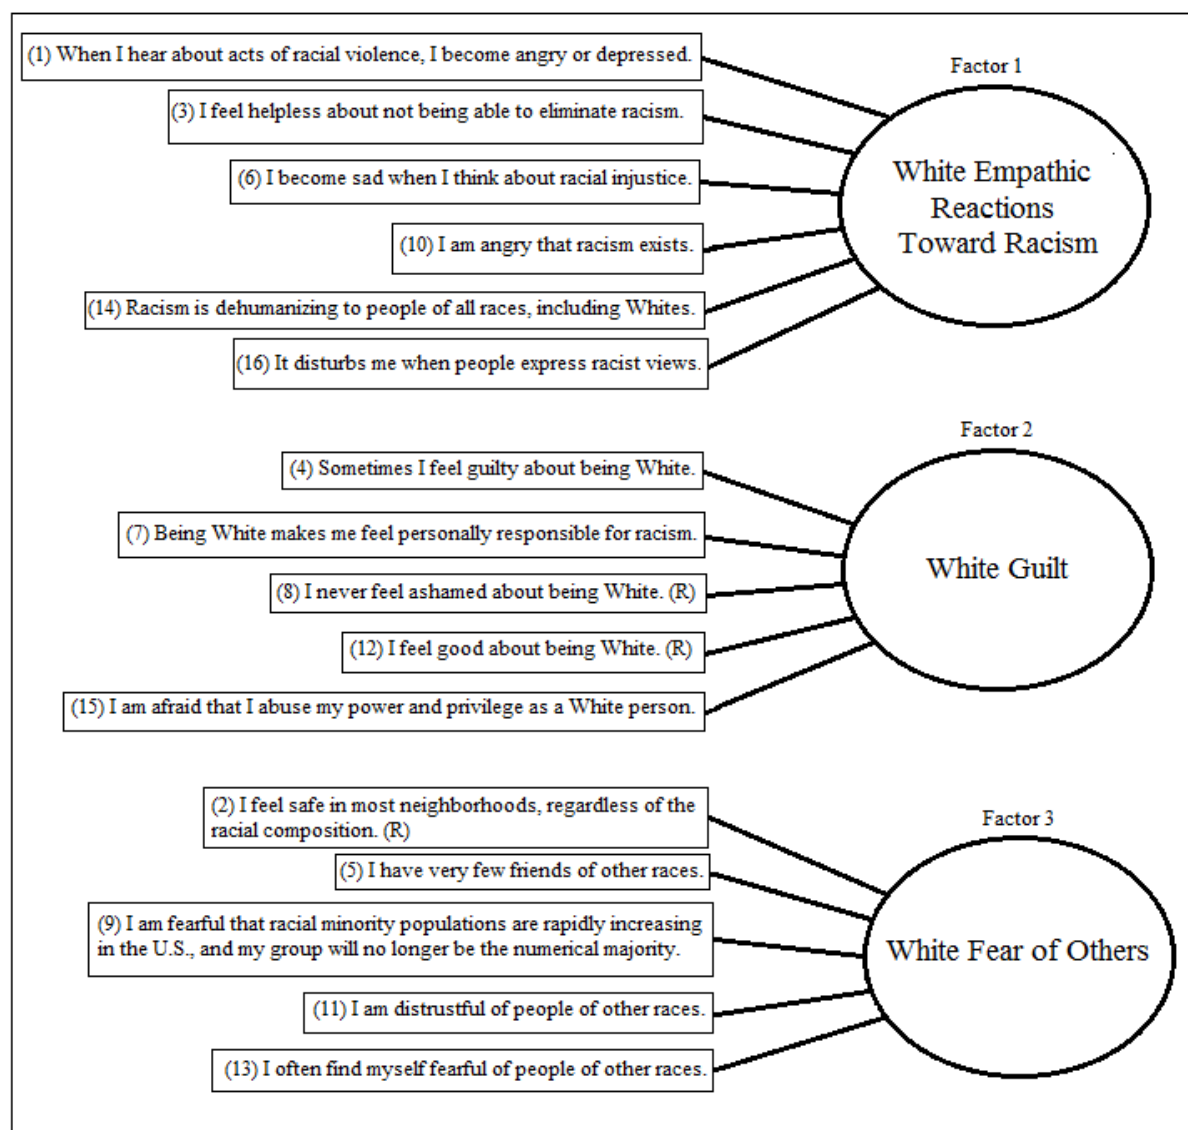 Factor 1
(1) When I hear about acts of racial violence, I become angry or depressed.
(3) I feel helpless about not being able to eliminate racism.
(6) I become sad when I think about racial injustice.
(10) I am angry that racism exists.
(14) Racism is dehumanizing to people of all races, including Whites.
(16) It disturbs me when people express racist views.
White Empathic
Reactions
Toward Racism
Factor 2
(4) Sometimes I feel guilty about being White.
(7) Being White makes me feel personally responsible for racism.
(8) I never feel ashamed about being White. (R)
(12) I feel good about being White. (R)
(15) I am afraid that I abuse my power and privilege as a White person.
White Guilt
Factor 3
(2) I feel safe in most neighborhoods, regardless of the
racial composition. (R)
(5) I have very few friends of other races.
(9) I am fearful that racial minority populations are rapidly increasing
in the U.S., and my group will no longer be the numerical majority.
(11) I am distrustful of people of other races.
(13) I often find myself fearful of people of other races.
White Fear of Others